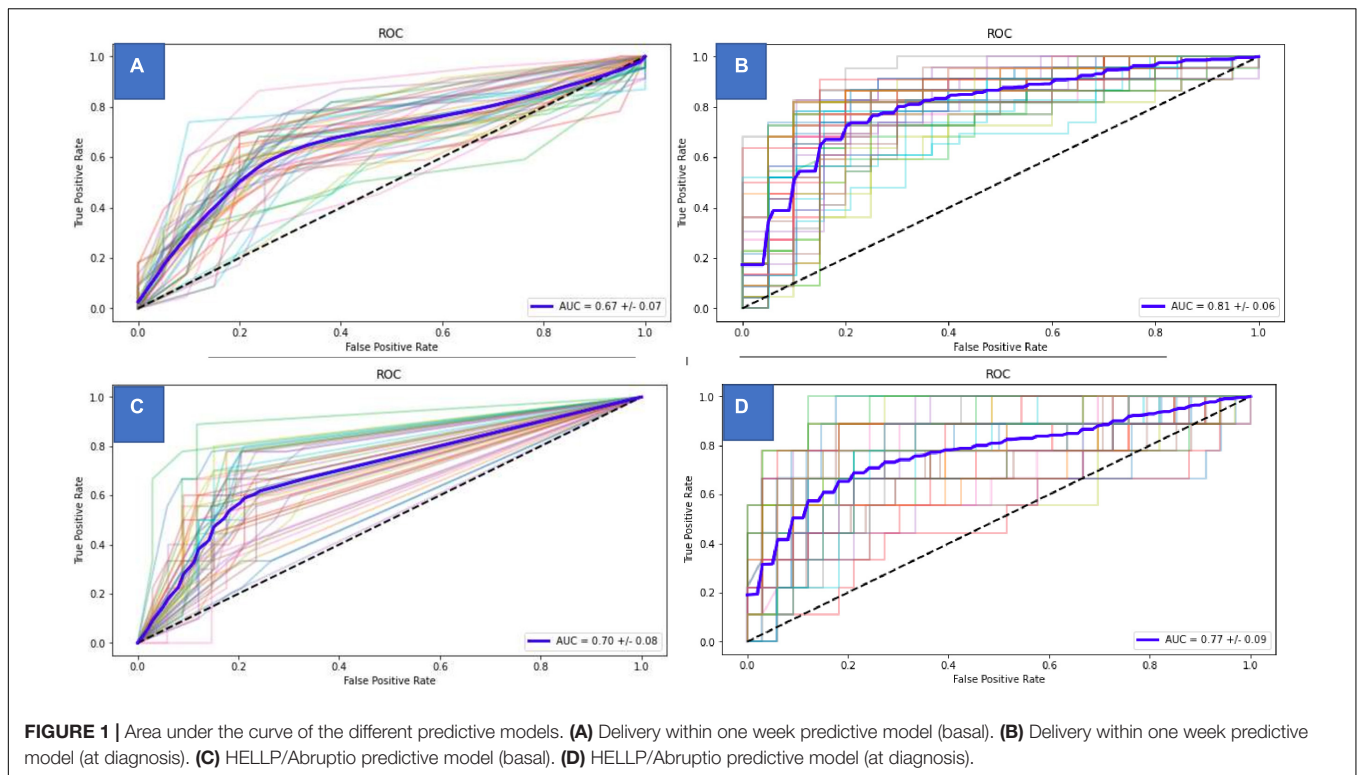 ROC
A
1.0
0.8
0.6
0.4
0.2
0.0
True Positive Rate
0.0 0.2 0.4 0.6 0.8 1.0
False Positive Rate
AUC = 0.67 +/- 0.07
ROC
B
1.0
0.8
0.6
0.4
0.2
0.0
True Positive Rate
0.0 0.2 0.4 0.6 0.8 1.0
False Positive Rate
AUC = 0.81 +/- 0.06
ROC
C
1.0
0.8
0.6
0.4
0.2
0.0
True Positive Rate
0.0 0.2 0.4 0.6 0.8 1.0
False Positive Rate
AUC = 0.70 +/- 0.08
ROC
D
1.0
0.8
0.6
0.4
0.2
0.0
True Positive Rate
0.0 0.2 0.4 0.6 0.8 1.0
False Positive Rate
AUC = 0.77 +/- 0.09
FIGURE 1 | Area under the curve of the different predictive models. (A) Delivery within one week predictive model (basal). (B) Delivery within one week predictive
model (at diagnosis). (C) HELLP/Abruptio predictive model (basal). (D) HELLP/Abruptio predictive model (at diagnosis).